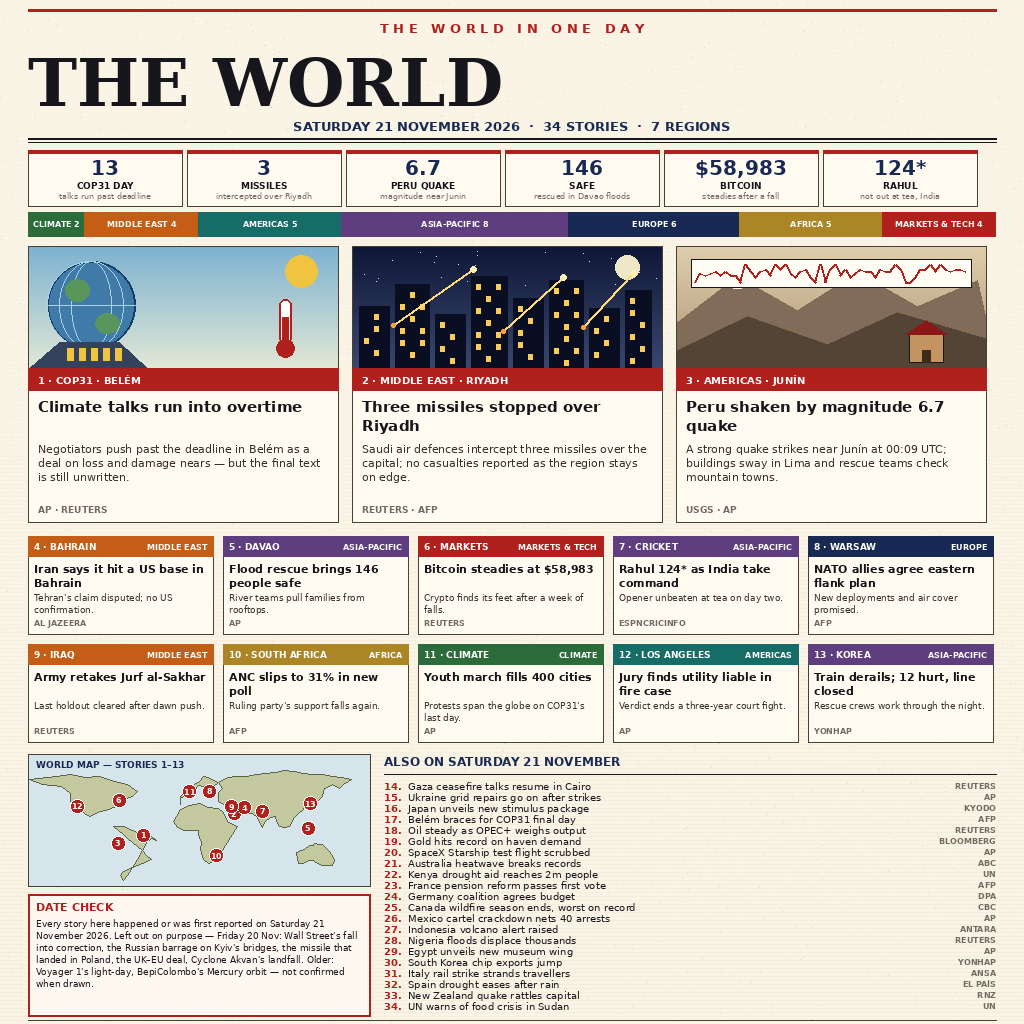 THE WORLD IN ONE DAY
THE WORLD
SATURDAY 21 NOVEMBER 2026 · 34 STORIES · 7 REGIONS
13
COP31 DAY
talks run past deadline
3
MISSILES
intercepted over Riyadh
6.7
PERU QUAKE
magnitude near Junín
146
SAFE
rescued in Davao floods
$58,983
BITCOIN
steadies after a fall
124*
RAHUL
not out at tea, India
CLIMATE 2
MIDDLE EAST 4
AMERICAS 5
ASIA-PACIFIC 8
EUROPE 6
AFRICA 5
MARKETS & TECH 4
1 · COP31 · BELÉM
Climate talks run into overtime
Negotiators push past the deadline in Belém as a
deal on loss and damage nears — but the final text
is still unwritten.
AP · REUTERS
2 · MIDDLE EAST · RIYADH
Three missiles stopped over
Riyadh
Saudi air defences intercept three missiles over the
capital; no casualties reported as the region stays
on edge.
REUTERS · AFP
3 · AMERICAS · JUNÍN
Peru shaken by magnitude 6.7
quake
A strong quake strikes near Junín at 00:09 UTC;
buildings sway in Lima and rescue teams check
mountain towns.
USGS · AP
4 · BAHRAIN MIDDLE EAST
Iran says it hit a US base in
Bahrain
Tehran's claim disputed; no US
confirmation.
AL JAZEERA
5 · DAVAO ASIA-PACIFIC
Flood rescue brings 146
people safe
River teams pull families from
rooftops.
AP
6 · MARKETS MARKETS & TECH
Bitcoin steadies at $58,983
Crypto finds its feet after a week of
falls.
REUTERS
7 · CRICKET ASIA-PACIFIC
Rahul 124* as India take
command
Opener unbeaten at tea on day two.
ESPNCRICINFO
8 · WARSAW EUROPE
NATO allies agree eastern
flank plan
New deployments and air cover
promised.
AFP
9 · IRAQ MIDDLE EAST
Army retakes Jurf al-Sakhar
Last holdout cleared after dawn push.
REUTERS
10 · SOUTH AFRICA AFRICA
ANC slips to 31% in new
poll
Ruling party's support falls again.
AFP
11 · CLIMATE CLIMATE
Youth march fills 400 cities
Protests span the globe on COP31's
last day.
AP
12 · LOS ANGELES AMERICAS
Jury finds utility liable in
fire case
Verdict ends a three-year court fight.
AP
13 · KOREA ASIA-PACIFIC
Train derails; 12 hurt, line
closed
Rescue crews work through the night.
YONHAP
WORLD MAP — STORIES 1–13
12
6
11
8
9
2
4
7
13
5
1
3
10
DATE CHECK
Every story here happened or was first reported on Saturday 21
November 2026. Left out on purpose — Friday 20 Nov: Wall Street's fall
into correction, the Russian barrage on Kyiv's bridges, the missile that
landed in Poland, the UK–EU deal, Cyclone Akvan's landfall. Older:
Voyager 1's light-day, BepiColombo's Mercury orbit — not confirmed
when drawn.
ALSO ON SATURDAY 21 NOVEMBER
14. Gaza ceasefire talks resume in Cairo REUTERS
15. Ukraine grid repairs go on after strikes AP
16. Japan unveils new stimulus package KYODO
17. Belém braces for COP31 final day AFP
18. Oil steady as OPEC+ weighs output REUTERS
19. Gold hits record on haven demand BLOOMBERG
20. SpaceX Starship test flight scrubbed AP
21. Australia heatwave breaks records ABC
22. Kenya drought aid reaches 2m people UN
23. France pension reform passes first vote AFP
24. Germany coalition agrees budget DPA
25. Canada wildfire season ends, worst on record CBC
26. Mexico cartel crackdown nets 40 arrests AP
27. Indonesia volcano alert raised ANTARA
28. Nigeria floods displace thousands REUTERS
29. Egypt unveils new museum wing AP
30. South Korea chip exports jump YONHAP
31. Italy rail strike strands travellers ANSA
32. Spain drought eases after rain EL PAÍS
33. New Zealand quake rattles capital RNZ
34. UN warns of food crisis in Sudan UN